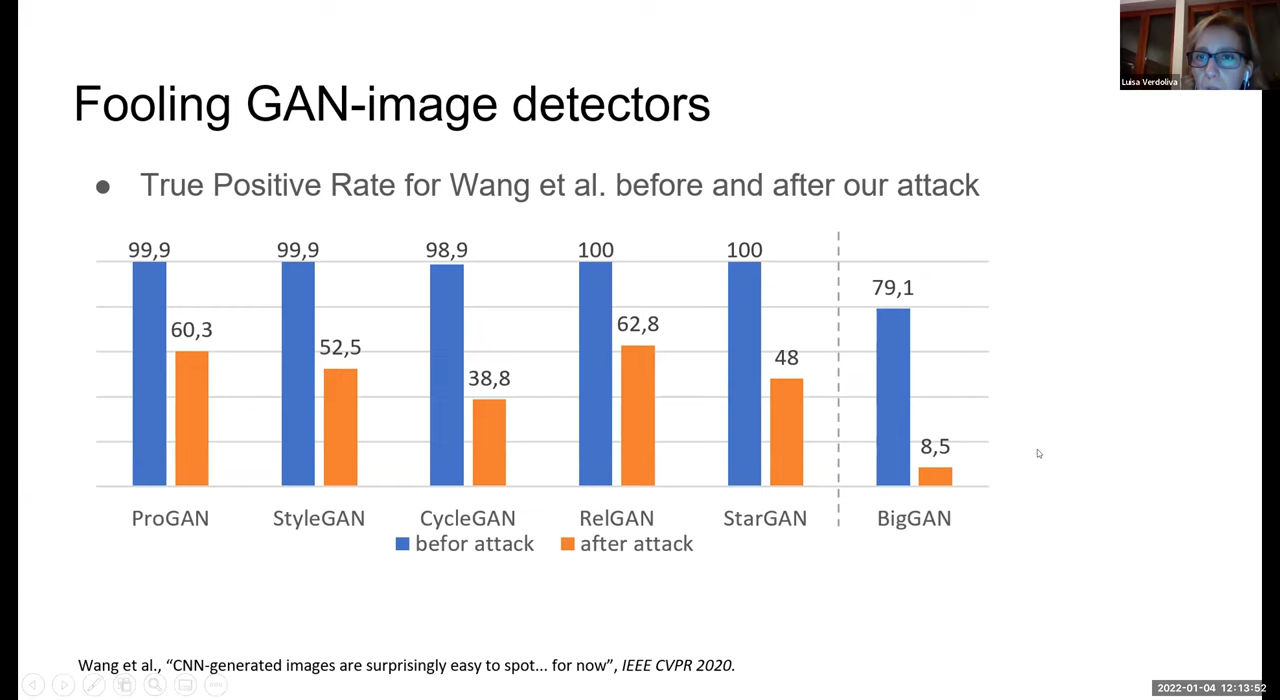 Luisa Verdoliva
Fooling GAN-image detectors
● True Positive Rate for Wang et al. before and after our attack
99,9 99,9 98,9 100 100
79,1
60,3 52,5 38,8 62,8 48
8,5
ProGAN StyleGAN CycleGAN RelGAN StarGAN BigGAN
befor attack after attack
Wang et al., “CNN-generated images are surprisingly easy to spot... for now”, IEEE CVPR 2020.
2022-01-04 12:13:52